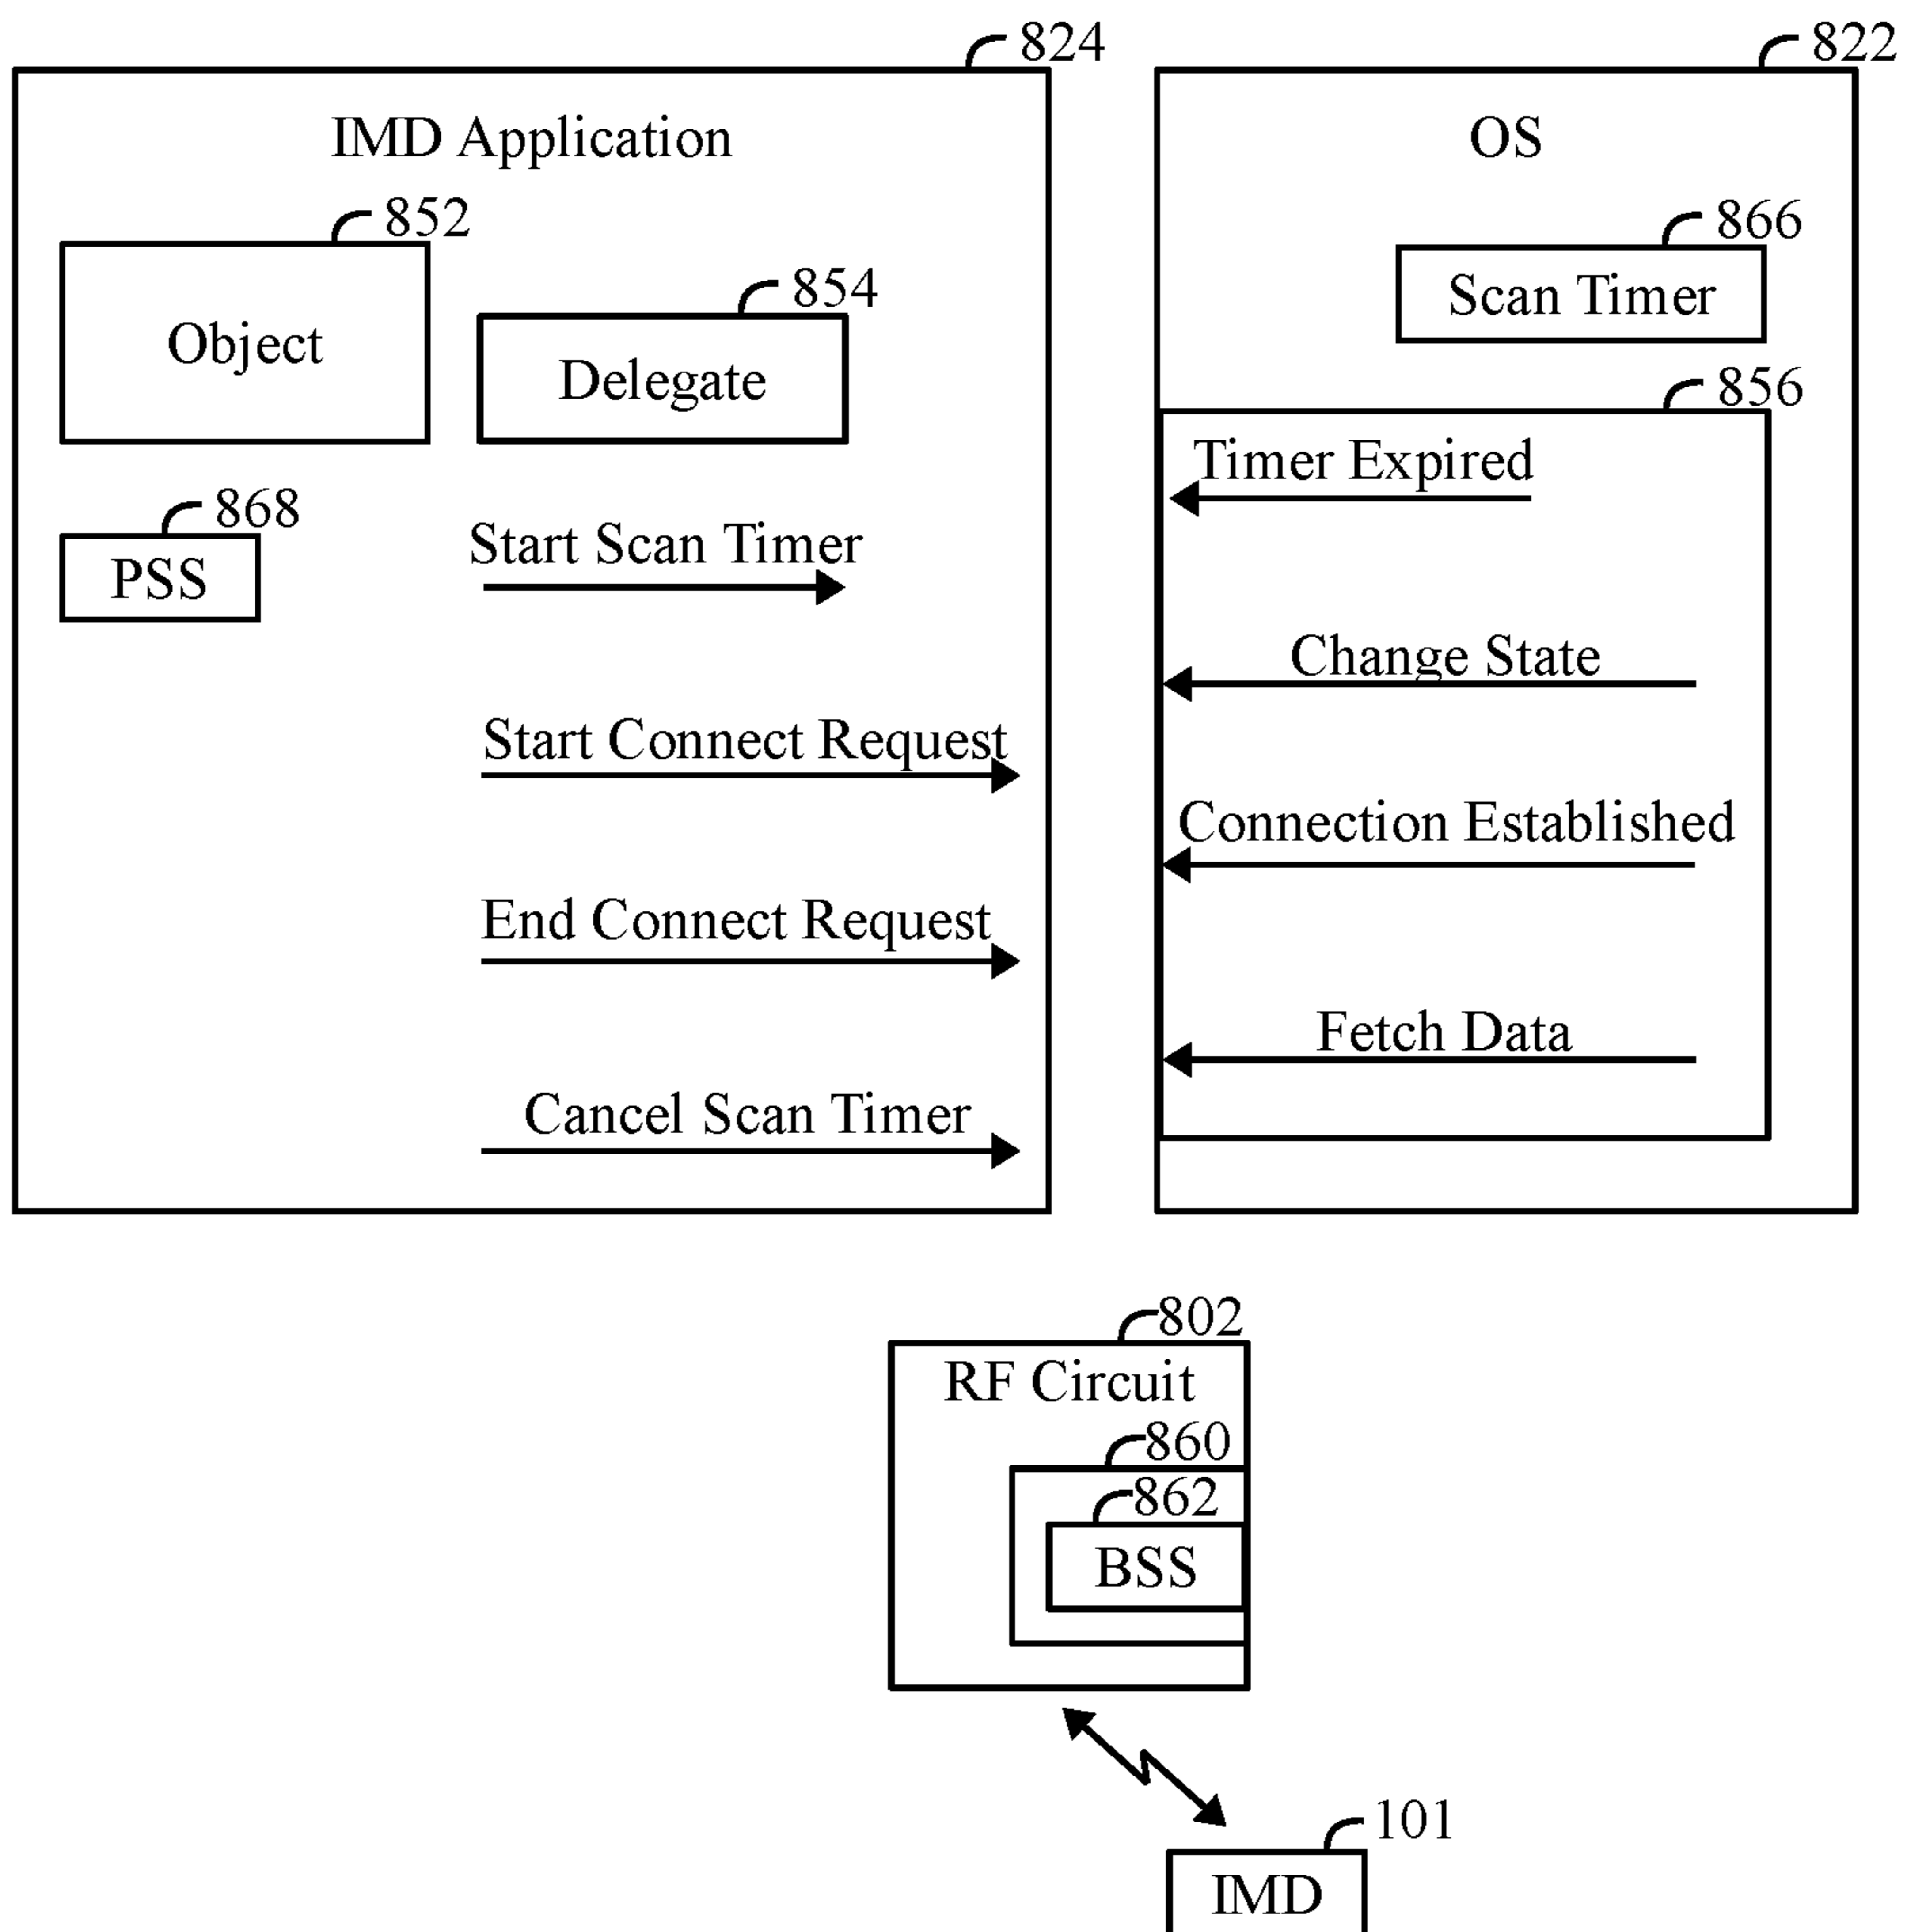 824
822
IMD Application
OS
852
866
Object
854
Scan Timer
Delegate
856
Timer Expired
868
Start Scan Timer
PSS
Change State
Start Connect Request
Connection Established
End Connect Request
Fetch Data
Cancel Scan Timer
802
RF Circuit
860
862
BSS
101
IMD